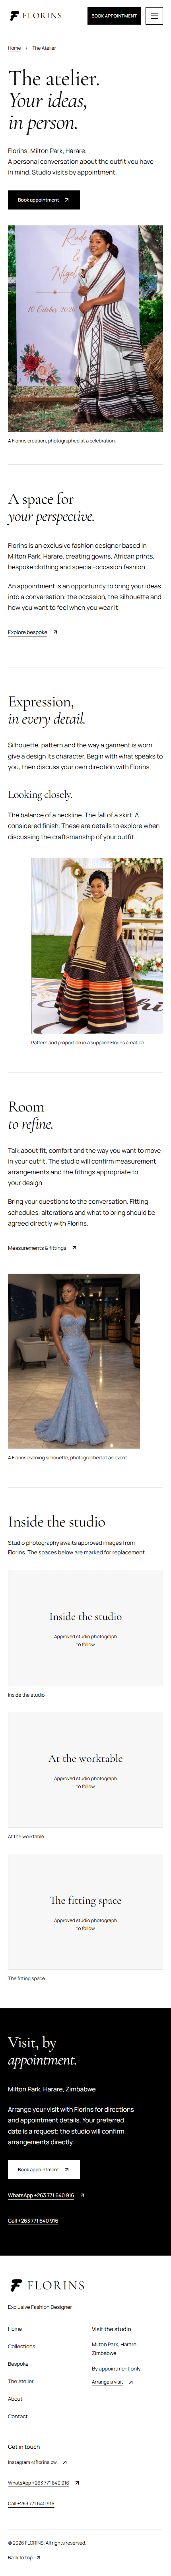 FLORINS
BOOK APPOINTMENT
Home / The Atelier
The atelier.
Your ideas,
in person.
Florins, Milton Park, Harare.
A personal conversation about the outfit you have
in mind. Studio visits by appointment.
Book appointment
Rudo &
Nigel
10 October 2026
A Florins creation, photographed at a celebration.
A space for
your perspective.
Florins is an exclusive fashion designer based in
Milton Park, Harare, creating gowns, African prints,
bespoke clothing and special-occasion fashion.
An appointment is an opportunity to bring your ideas
into a conversation: the occasion, the silhouette and
how you want to feel when you wear it.
Explore bespoke
Expression,
in every detail.
Silhouette, pattern and the way a garment is worn
give a design its character. Begin with what speaks to
you, then discuss your own direction with Florins.
Looking closely.
The balance of a neckline. The fall of a skirt. A
considered finish. These are details to explore when
discussing the craftsmanship of your outfit.
Pattern and proportion in a supplied Florins creation.
Room
to refine.
Talk about fit, comfort and the way you want to move
in your outfit. The studio will confirm measurement
arrangements and the fittings appropriate to
your design.
Bring your questions to the conversation. Fitting
schedules, alterations and what to bring should be
agreed directly with Florins.
Measurements & fittings
A Florins evening silhouette, photographed at an event.
Inside the studio
Studio photography awaits approved images from
Florins. The spaces below are marked for replacement.
Inside the studio
Approved studio photograph
to follow
Inside the studio
At the worktable
Approved studio photograph
to follow
At the worktable
The fitting space
Approved studio photograph
to follow
The fitting space
Visit, by
appointment.
Milton Park, Harare, Zimbabwe
Arrange your visit with Florins for directions
and appointment details. Your preferred
date is a request; the studio will confirm
arrangements directly.
Book appointment
WhatsApp +263 771 640 916
Call +263 771 640 916
FLORINS
Exclusive Fashion Designer
Home
Collections
Bespoke
The Atelier
About
Contact
Visit the studio
Milton Park, Harare
Zimbabwe
By appointment only
Arrange a visit
Get in touch
Instagram @florins.zw
WhatsApp +263 771 640 916
Call +263 771 640 916
© 2026 FLORINS. All rights reserved.
Back to top